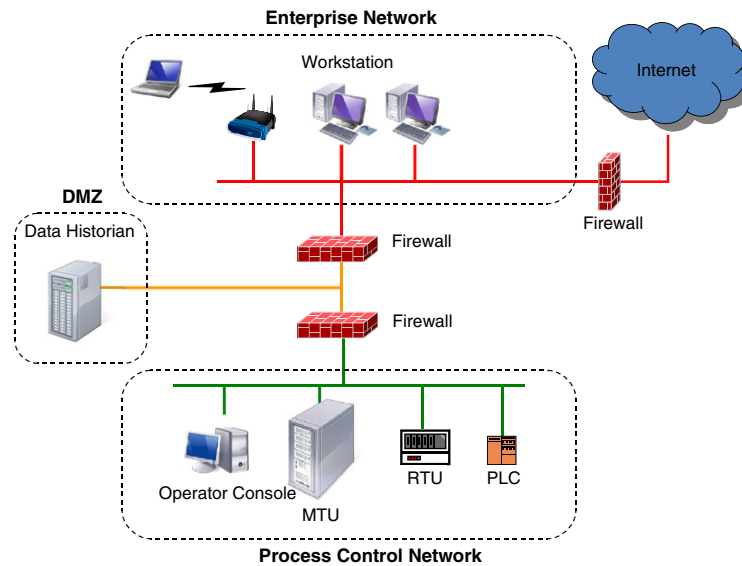 Enterprise Network
Workstation
Internet
Firewall
DMZ
Data Historian
Firewall
Firewall
Operator Console
MTU
RTU
PLC
Process Control Network